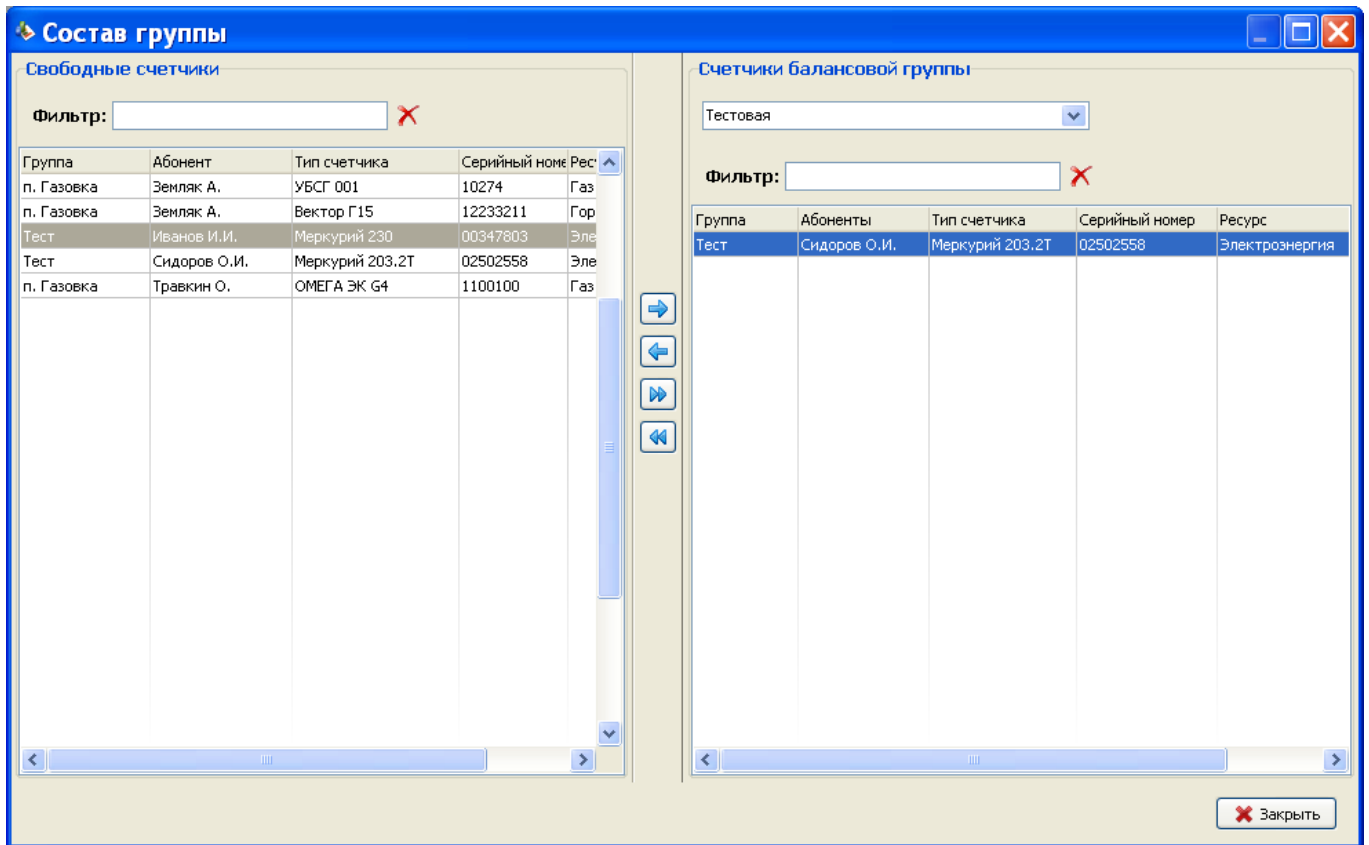 Состав группы
Свободные счетчики
Фильтр:
Группа Абонент Тип счетчика Серийный номе Рес
п. Газовка Земляк А. УБСГ 001 10274 Газ
п. Газовка Земляк А. Вектор Г15 12233211 Гор
Тест Иванов И.И. Меркурий 230 00347803 Эле
Тест Сидоров О.И. Меркурий 203.2Т 02502558 Эле
п. Газовка Травкин О. ОМЕГА ЭК G4 1100100 Газ
Счетчики балансовой группы
Тестовая
Фильтр:
Группа Абоненты Тип счетчика Серийный номер Ресурс
Тест Сидоров О.И. Меркурий 203.2Т 02502558 Электроэнергия
Закрыть